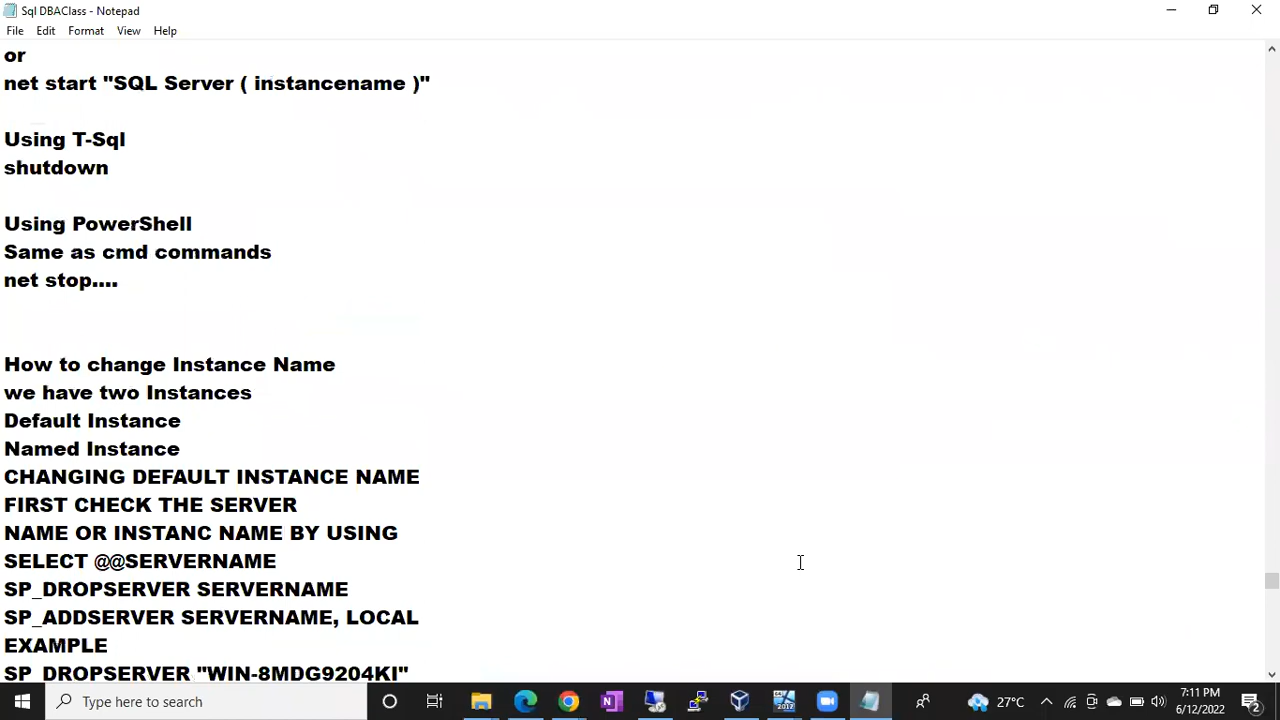 Sql DBAClass - Notepad
File Edit Format View Help
or
net start "SQL Server ( instancename )"
Using T-Sql
shutdown
Using PowerShell
Same as cmd commands
net stop....
How to change Instance Name
we have two Instances
Default Instance
Named Instance
CHANGING DEFAULT INSTANCE NAME
FIRST CHECK THE SERVER
NAME OR INSTANC NAME BY USING
SELECT @@SERVERNAME
SP_DROPSERVER SERVERNAME
SP_ADDSERVER SERVERNAME, LOCAL
EXAMPLE
SP_DROPSERVER "WIN-8MDG9204KI"
Type here to search
2017
27°C
7:11 PM
6/12/2022
2